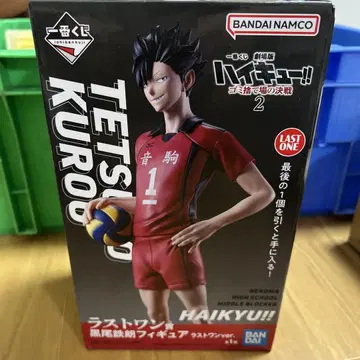 一番くじ
ICHIBANKUJI
BANDAI NAMCO
一番くじ 劇場版
ハイキュー!!
ゴミ捨て場の決戦
2
TETSURO
KUROO
LAST
ONE
最後の1個を引くと手に入る!
音駒
1
NEKOMA
HIGH SCHOOL
MIDDLE BLOCKER
HAIKYU!!
ラストワン賞
黒尾鉄朗フィギュア ラストワンver.
全1種
BANDAI